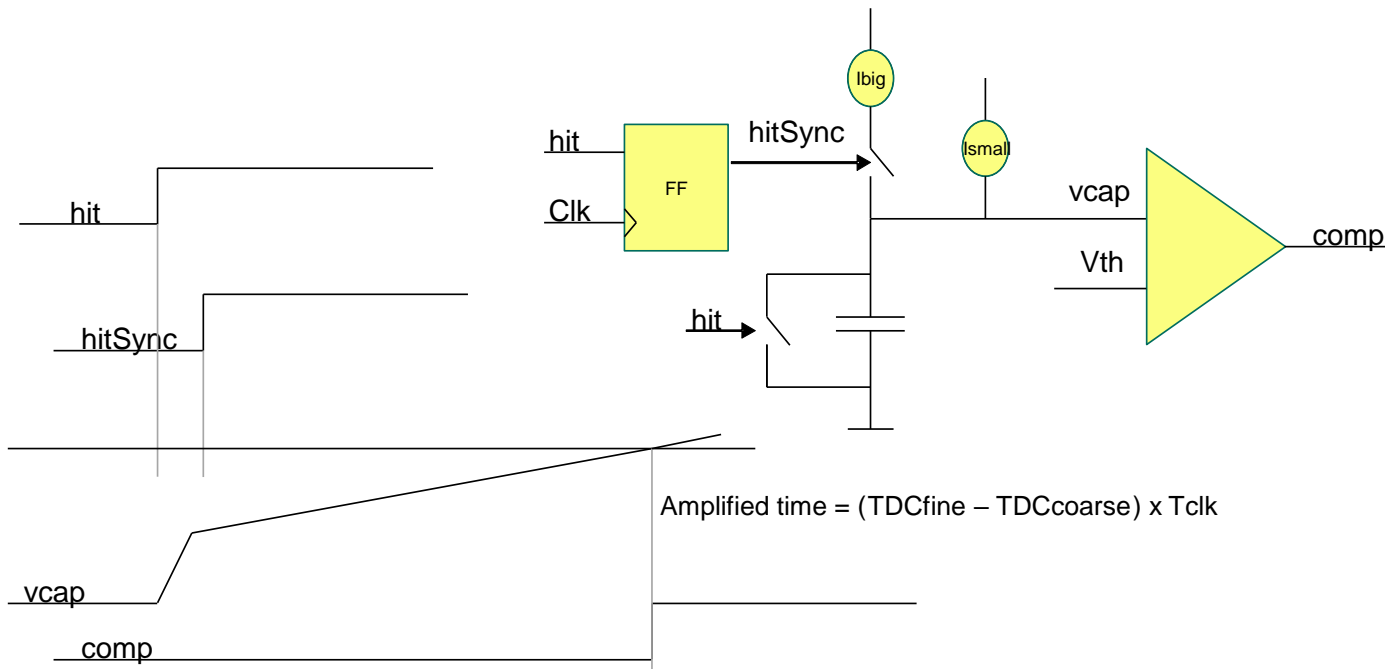 Ibig
hit
hitSync
Ismall
FF
Clk
vcap
hit
comp
Vth
hit
hitSync
Amplified time = (TDCfine – TDCcoarse) x Tclk
vcap
comp